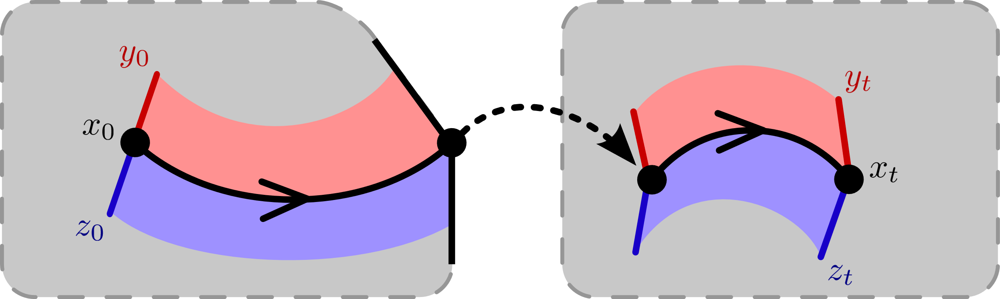 y₀
x₀
z₀
yₜ
xₜ
zₜ